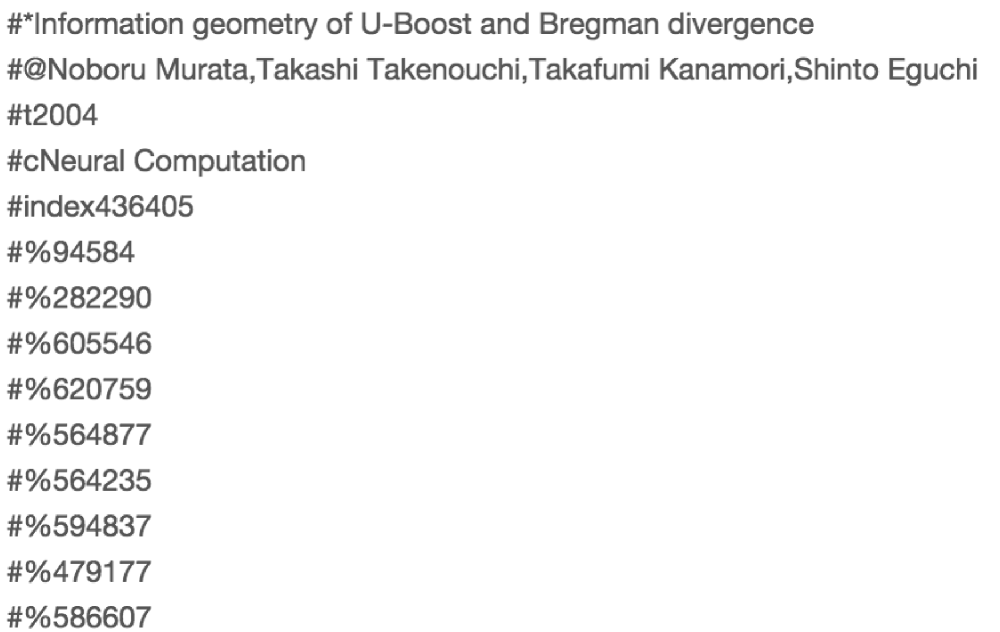 #*Information geometry of U-Boost and Bregman divergence
#@Noboru Murata,Takashi Takenouchi,Takafumi Kanamori,Shinto Eguchi
#t2004
#cNeural Computation
#index436405
#%94584
#%282290
#%605546
#%620759
#%564877
#%564235
#%594837
#%479177
#%586607